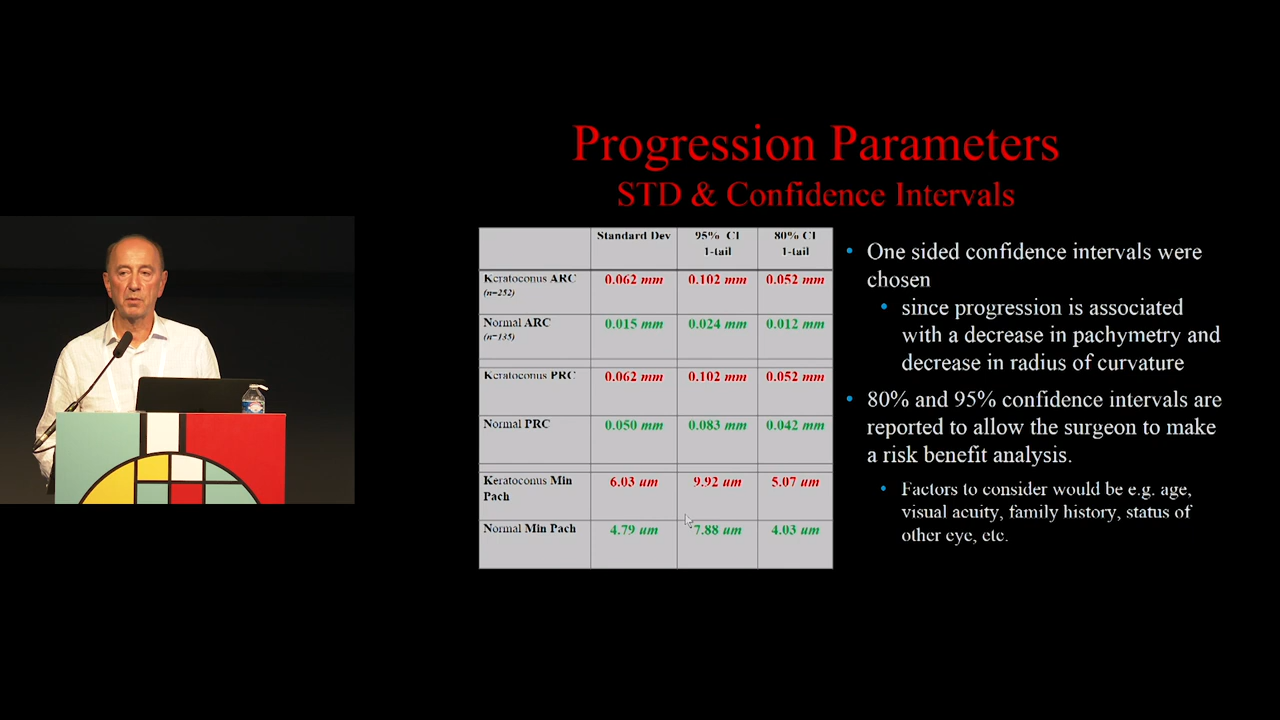 Progression Parameters
STD & Confidence Intervals
Standard Dev 95% CI 80% CI
1-tail 1-tail
Keratoconus ARC 0.062 mm 0.102 mm 0.052 mm
(n=252)
Normal ARC 0.015 mm 0.024 mm 0.012 mm
(n=135)
Keratoconus PRC 0.062 mm 0.102 mm 0.052 mm
Normal PRC 0.050 mm 0.083 mm 0.042 mm
Keratoconus Min 6.03 um 9.92 um 5.07 um
Pach
Normal Min Pach 4.79 um 7.88 um 4.03 um
• One sided confidence intervals were
chosen
• since progression is associated
with a decrease in pachymetry and
decrease in radius of curvature
• 80% and 95% confidence intervals are
reported to allow the surgeon to make
a risk benefit analysis.
• Factors to consider would be e.g. age,
visual acuity, family history, status of
other eye, etc.